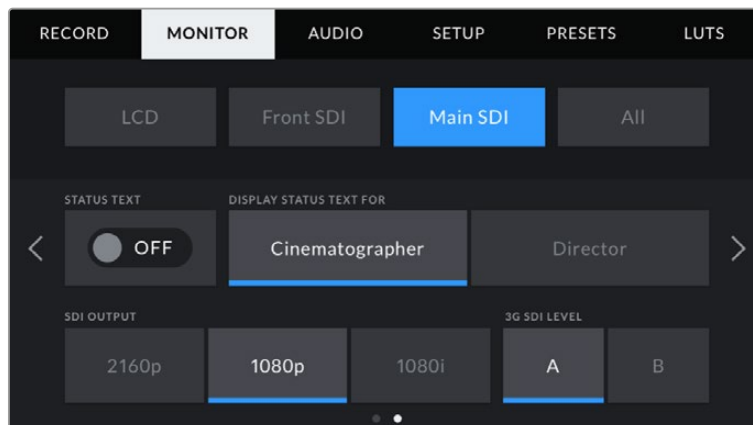 RECORD MONITOR AUDIO SETUP PRESETS LUTS
LCD Front SDI Main SDI All
STATUS TEXT DISPLAY STATUS TEXT FOR
OFF Cinematographer Director
SDI OUTPUT 3G SDI LEVEL
2160p 1080p 1080i A B